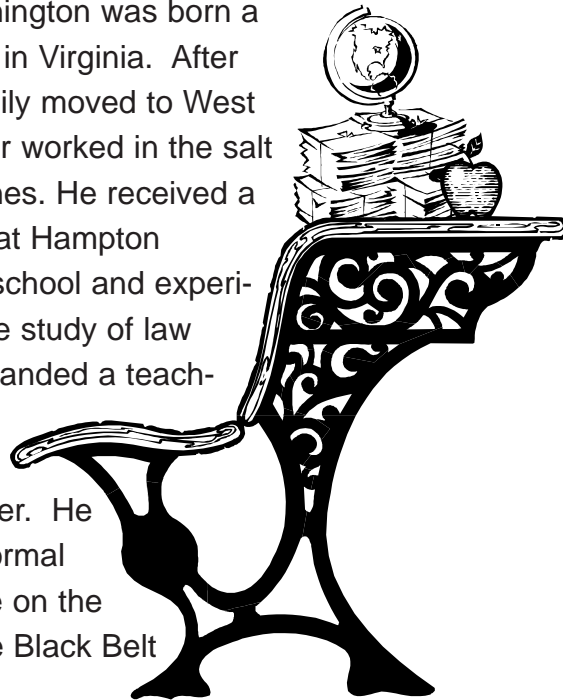 hington was born a
in Virginia. After
ily moved to West
r worked in the salt
nes. He received a
at Hampton
school and experi-
e study of law
anded a teach-
er. He
ormal
e on the
e Black Belt